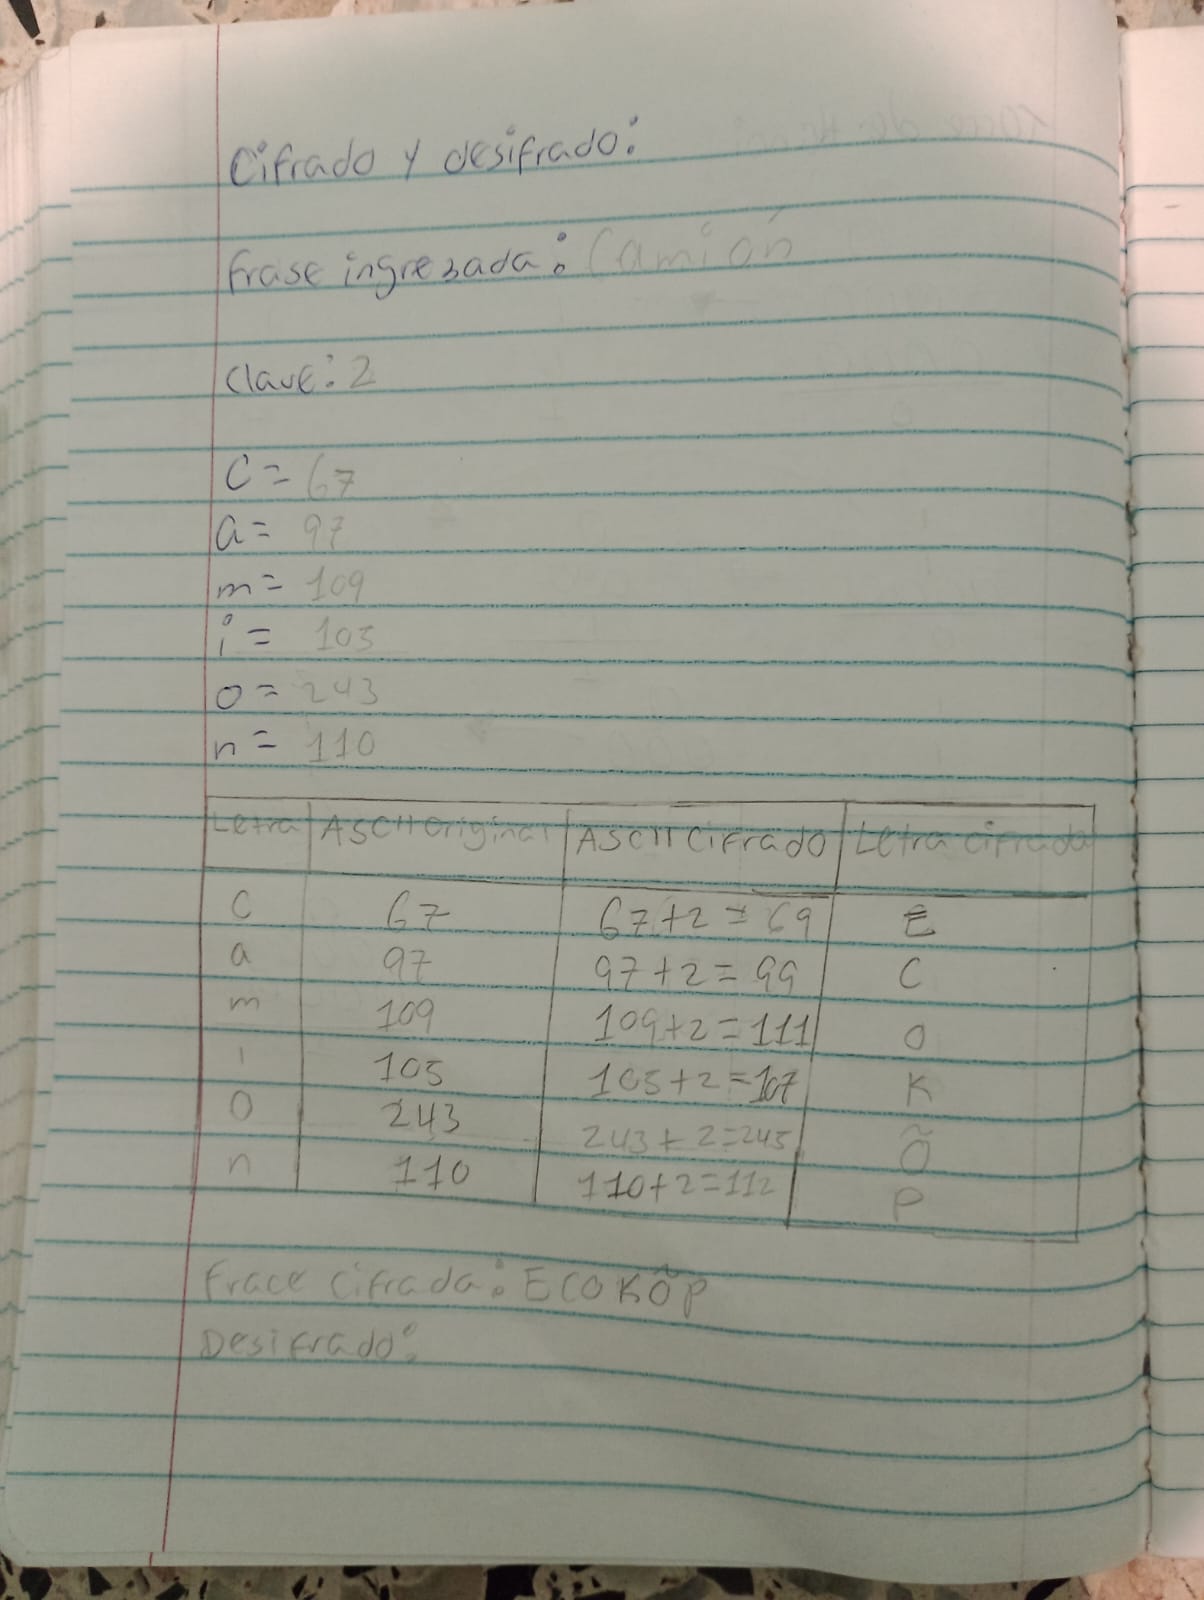 Cifrado y desifrado:
frase ingresada: Camión
Clave: 2
C = 67
a = 97
m = 109
i = 105
o = 243
n = 110
Letra ASCII Original ASCII Cifrado Letra cifrada
C 67 67+2 = 69 E
a 97 97+2 = 99 C
m 109 109+2 = 111 O
i 105 105+2 = 107 K
O 243 243+2=245 Õ
n 110 110+2=112 P
Frace Cifrada: ECOKÕP
Desifrado: